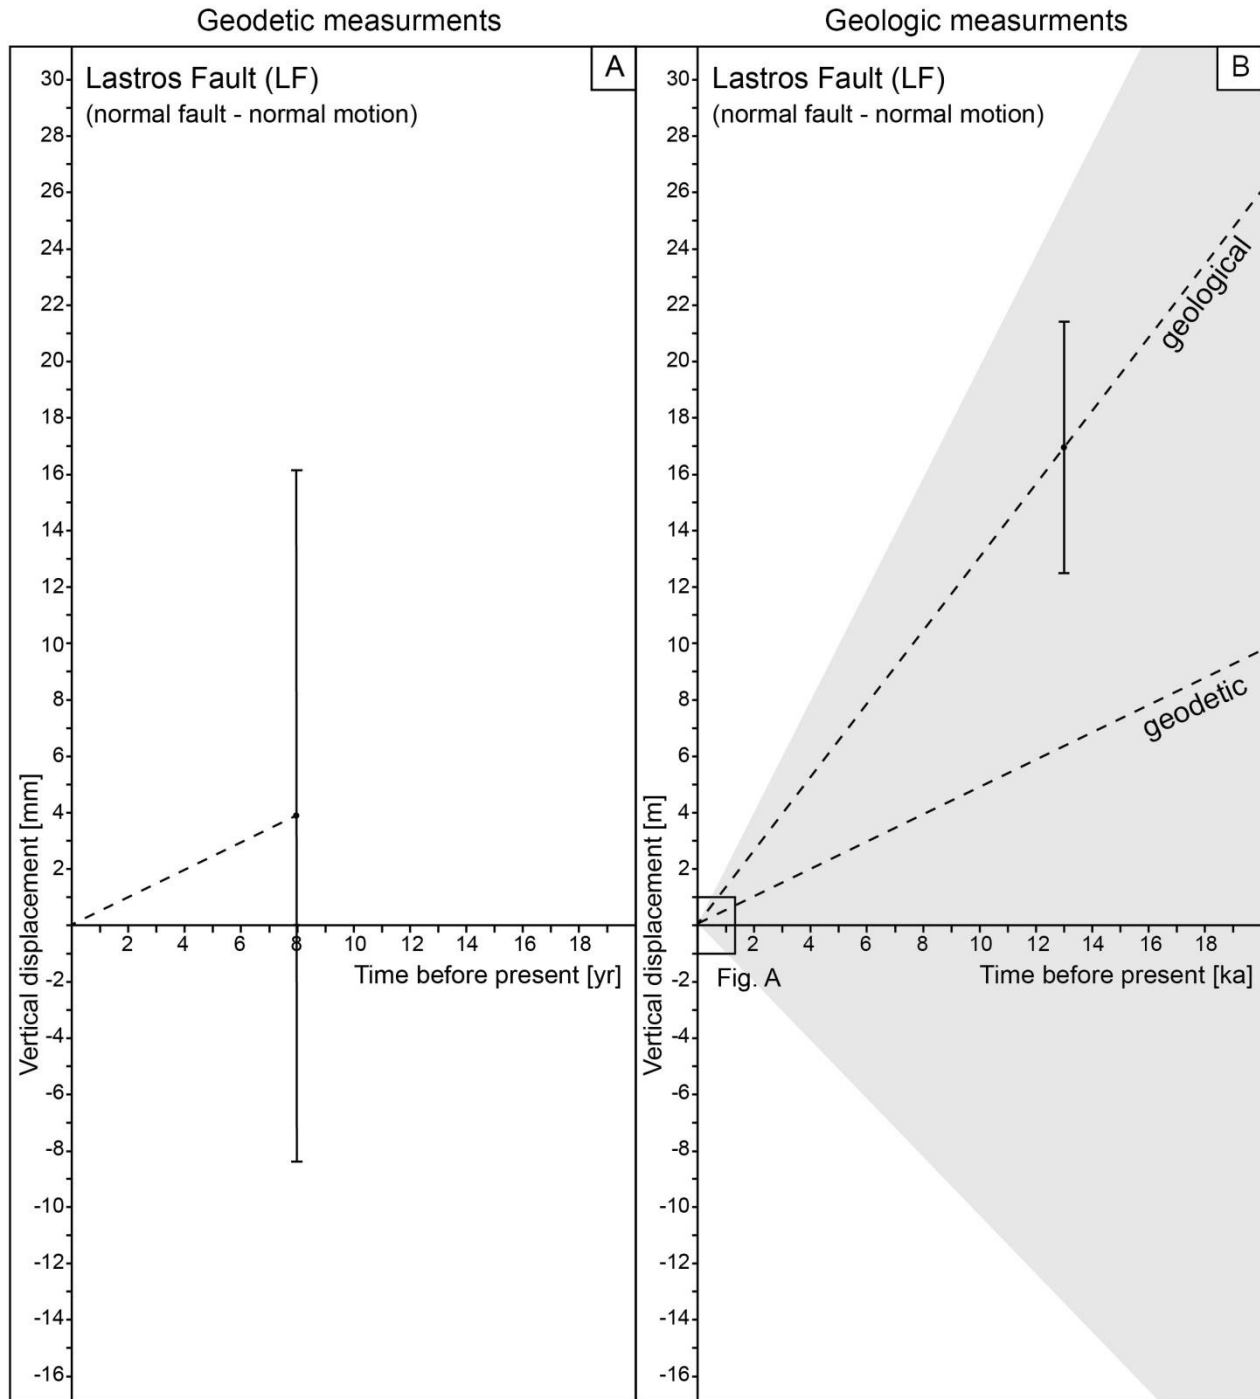 Geodetic measurments
Geologic measurments
Lastros Fault (LF)
(normal fault - normal motion)
A
30
28
26
24
22
20
18
16
14
12
10
8
6
4
2
-2
-4
-6
-8
-10
-12
-14
-16
Vertical displacement [mm]
2 4 6 8 10 12 14 16 18
Time before present [yr]
Lastros Fault (LF)
(normal fault - normal motion)
B
30
28
26
24
22
20
18
16
14
12
10
8
6
4
2
-2
-4
-6
-8
-10
-12
-14
-16
Vertical displacement [m]
geological
geodetic
2 4 6 8 10 12 14 16 18
Fig. A
Time before present [ka]